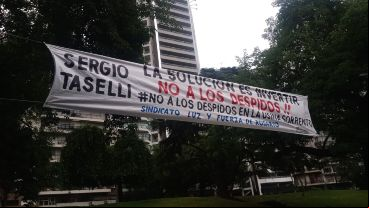 SERGIO TASELLI
LA SOLUCION ES INVERTIR
NO A LOS DESPIDOS !!
#NO A LOS DESPIDOS EN LA USINA SORRENTO
SINDICATO LUZ Y FUERZA DE ROSARIO